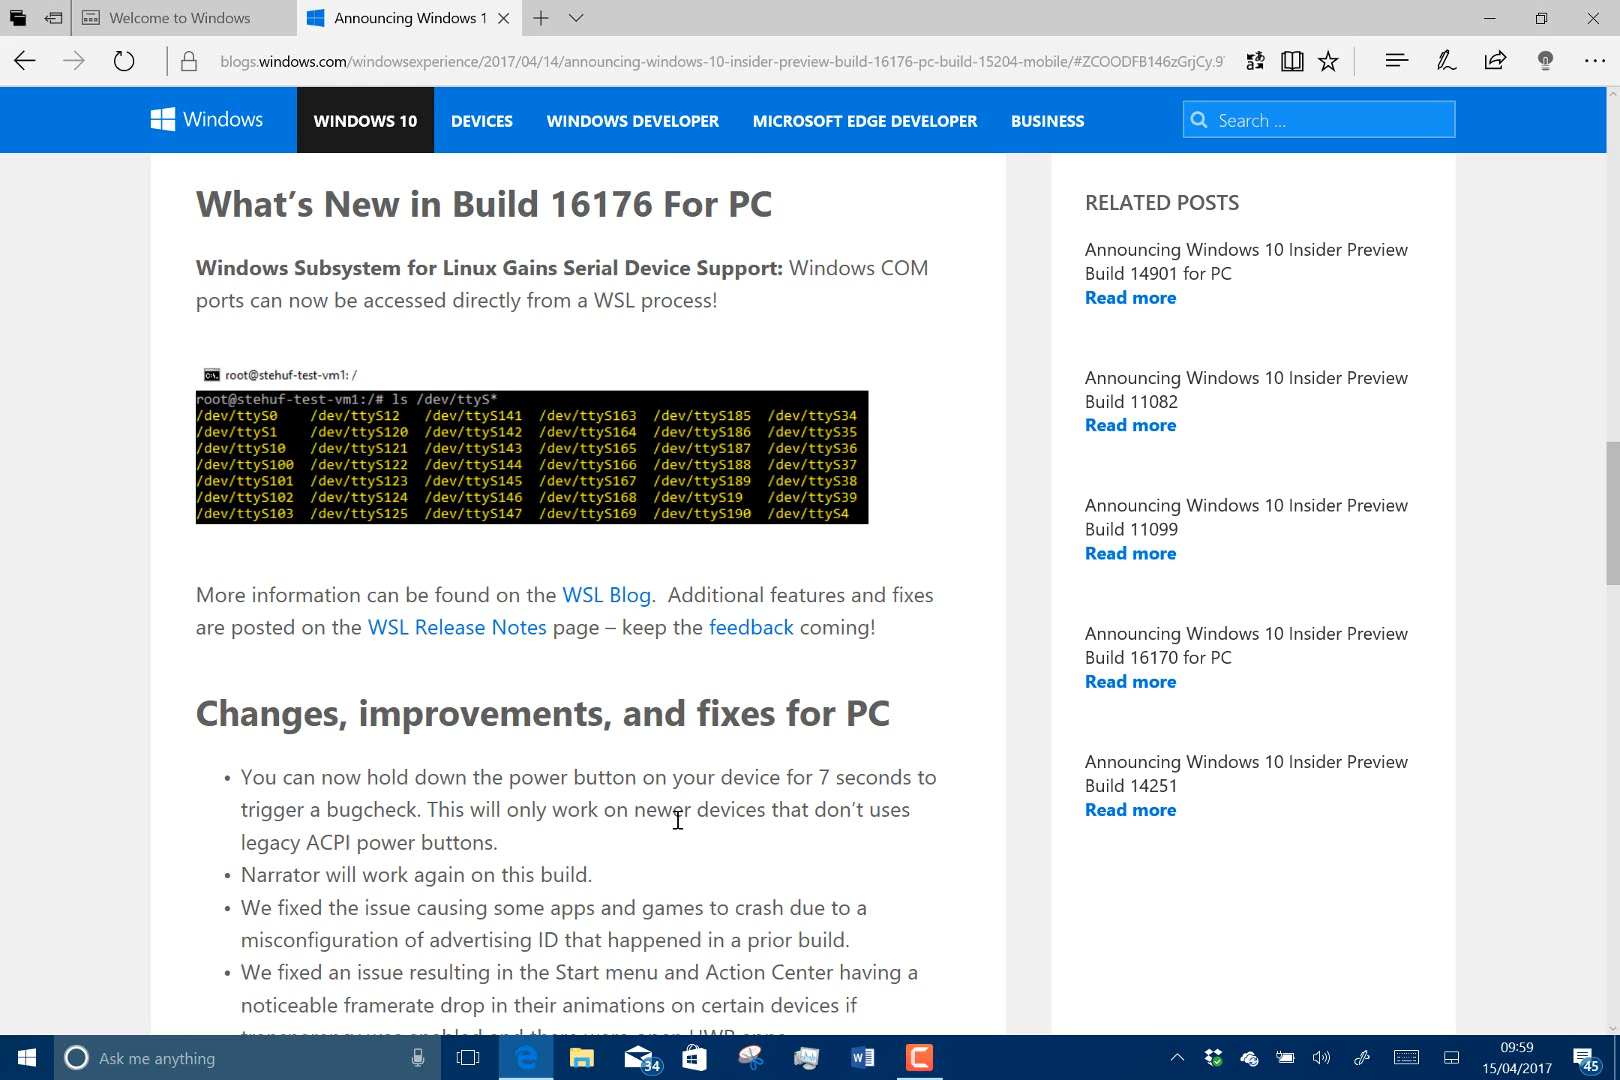 Welcome to Windows
Announcing Windows 1
blogs.windows.com/windowsexperience/2017/04/14/announcing-windows-10-insider-preview-build-16176-pc-build-15204-mobile/#ZCOODFB146zGrjCy.9
Windows
WINDOWS 10
DEVICES
WINDOWS DEVELOPER
MICROSOFT EDGE DEVELOPER
BUSINESS
Search ...
What’s New in Build 16176 For PC
Windows Subsystem for Linux Gains Serial Device Support: Windows COM
ports can now be accessed directly from a WSL process!
root@stehuf-test-vm1: /
root@stehuf-test-vm1:/# ls /dev/ttyS*
/dev/ttyS0 /dev/ttyS12 /dev/ttyS141 /dev/ttyS163 /dev/ttyS185 /dev/ttyS34
/dev/ttyS1 /dev/ttyS120 /dev/ttyS142 /dev/ttyS164 /dev/ttyS186 /dev/ttyS35
/dev/ttyS10 /dev/ttyS121 /dev/ttyS143 /dev/ttyS165 /dev/ttyS187 /dev/ttyS36
/dev/ttyS100 /dev/ttyS122 /dev/ttyS144 /dev/ttyS166 /dev/ttyS188 /dev/ttyS37
/dev/ttyS101 /dev/ttyS123 /dev/ttyS145 /dev/ttyS167 /dev/ttyS189 /dev/ttyS38
/dev/ttyS102 /dev/ttyS124 /dev/ttyS146 /dev/ttyS168 /dev/ttyS19 /dev/ttyS39
/dev/ttyS103 /dev/ttyS125 /dev/ttyS147 /dev/ttyS169 /dev/ttyS190 /dev/ttyS4
More information can be found on the WSL Blog. Additional features and fixes
are posted on the WSL Release Notes page – keep the feedback coming!
Changes, improvements, and fixes for PC
• You can now hold down the power button on your device for 7 seconds to
trigger a bugcheck. This will only work on newer devices that don’t uses
legacy ACPI power buttons.
• Narrator will work again on this build.
• We fixed the issue causing some apps and games to crash due to a
misconfiguration of advertising ID that happened in a prior build.
• We fixed an issue resulting in the Start menu and Action Center having a
noticeable framerate drop in their animations on certain devices if
RELATED POSTS
Announcing Windows 10 Insider Preview
Build 14901 for PC
Read more
Announcing Windows 10 Insider Preview
Build 11082
Read more
Announcing Windows 10 Insider Preview
Build 11099
Read more
Announcing Windows 10 Insider Preview
Build 16170 for PC
Read more
Announcing Windows 10 Insider Preview
Build 14251
Read more
Ask me anything
34
09:59
15/04/2017
45